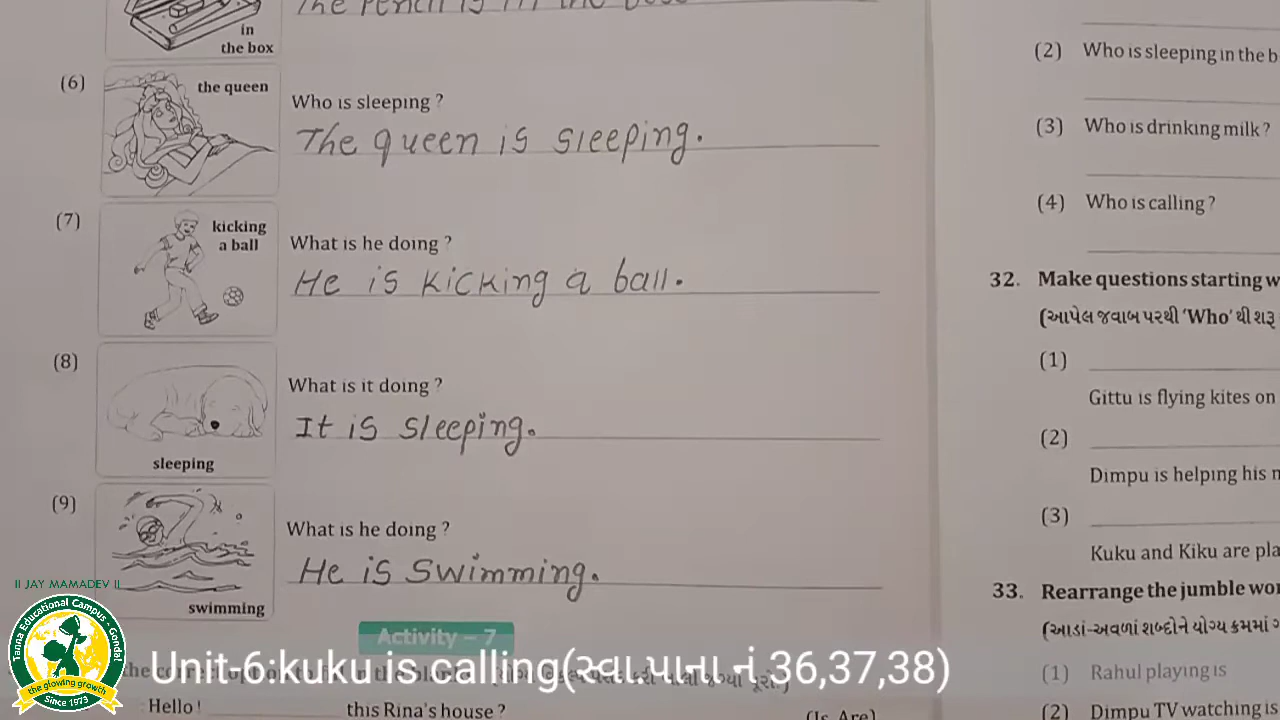 The pencil is in the box
in
the box
(6)
the queen
Who is sleeping ?
The queen is sleeping.
(7)
kicking
a ball
What is he doing ?
He is kicking a ball.
(8)
What is it doing ?
It is sleeping.
sleeping
(9)
What is he doing ?
He is swimming.
swimming
Activity – 7
Hello ! this Rina's house ? (Is, Are)
(2) Who is sleeping in the b
(3) Who is drinking milk ?
(4) Who is calling ?
32. Make questions starting w
(આપેલ જવાબ પરથી ‘Who’ થી શરૂ
(1)
Gittu is flying kites on
(2)
Dimpu is helping his
(3)
Kuku and Kiku are pla
33. Rearrange the jumble wo
(આડાં-અવળાં શબ્દોને યોગ્ય ક્રમમાં
(1) Rahul playing is
(2) Dimpu TV watching is
Unit-6:kuku is calling(સ્વા.પાના નં.36,37,38)
II JAY MAMADEV II
Tanna Educational Campus - Gondal
the glowing growth
Since 1973